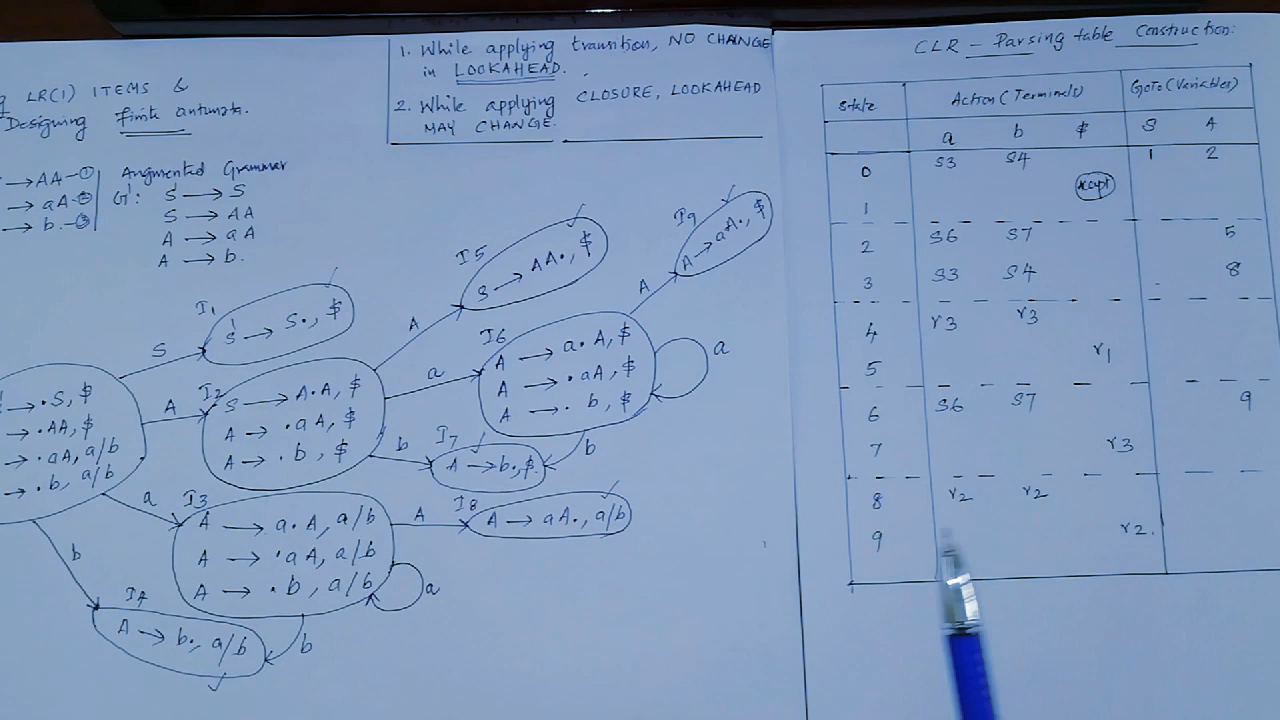 LR(1) ITEMS &
Designing finite automata.
1. While applying transition, NO CHANGE
in LOOKAHEAD.
2. While applying CLOSURE, LOOKAHEAD
MAY CHANGE.
→AA-①
→aA-②
→b.-③
Augmented Grammar
G': S' → S
S → AA
A → aA
A → b.
→.S, $
→.AA, $
→.aA, a/b
→.b, a/b
S
A
a
b
I1
S' → S., $
I2
S → A.A, $
A → .aA, $
A → .b, $
A
a
b
I3
A → a.A, a/b
A → .aA, a/b
A → .b, a/b
A
a
b
I4
A → b., a/b
I5
S → AA., $
I6
A → a.A, $
A → .aA, $
A → .b, $
A
a
b
I7
A → b., $
I8
A → aA., a/b
I9
A → aA., $
CLR - Parsing table Construction:
State Action (Terminals) GoTo (Variables)
a b $ S A
0 S3 S4 1 2
1 accept
2 S6 S7 5
3 S3 S4 8
4 r3 r3
5 r1
6 S6 S7 9
7 r3
8 r2 r2
9 r2.